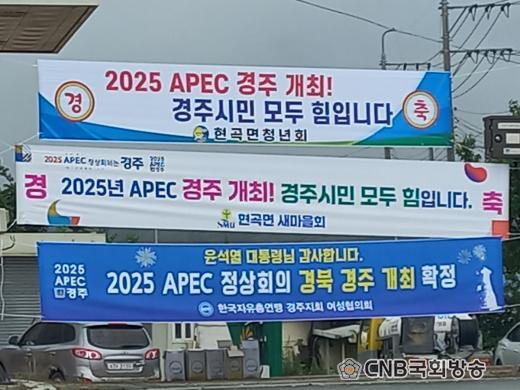 2025 APEC 경주 개최!
경 경주시민 모두 힘입니다 축
현곡면청년회
2025 APEC 정상회의는 경주 2025 APEC
경 2025년 APEC 경주 개최! 경주시민 모두 힘입니다. 축
SMU 현곡면 새마을회
윤석열 대통령님 감사합니다.
2025 APEC 경주
2025 APEC 정상회의 경북 경주 개최 확정
한국자유총연맹 경주지회 여성협의회
CNB국회방송